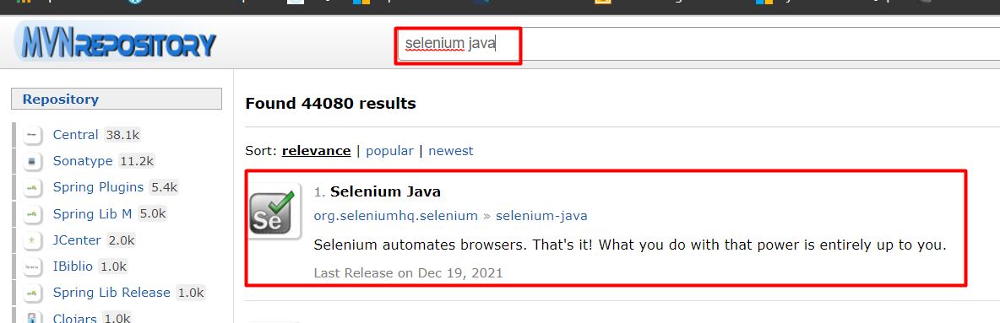 MVNREPOSITORY
selenium java
Repository
Central 38.1k
Sonatype 11.2k
Spring Plugins 5.4k
Spring Lib M 5.0k
JCenter 2.0k
IBiblio 1.0k
Spring Lib Release 1.0k
Clojars 1.0k
Found 44080 results
Sort: relevance | popular | newest
Se
1. Selenium Java
org.seleniumhq.selenium » selenium-java
Selenium automates browsers. That's it! What you do with that power is entirely up to you.
Last Release on Dec 19, 2021